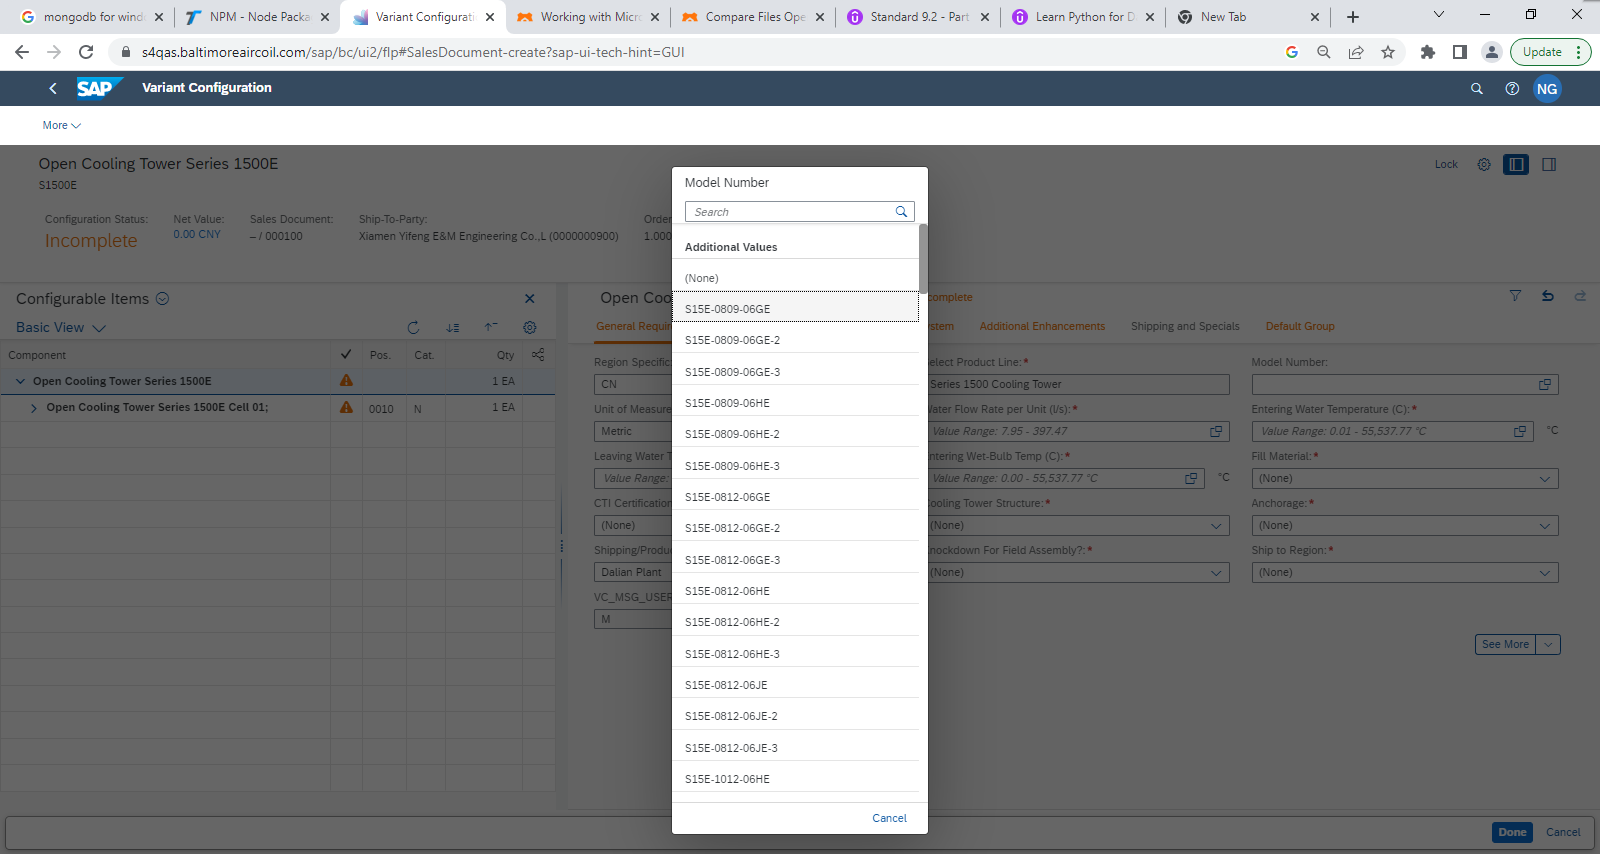 mongodb for wind
NPM - Node Packa
Variant Configurati
Working with Micro
Compare Files Ope
Standard 9.2 - Part
Learn Python for D
New Tab
s4qas.baltimoreaircoil.com/sap/bc/ui2/flp#SalesDocument-create?sap-ui-tech-hint=GUI
Update
SAP
Variant Configuration
NG
More
Open Cooling Tower Series 1500E
S1500E
Lock
Configuration Status:
Incomplete
Net Value:
0.00 CNY
Sales Document:
– / 000100
Ship-To-Party:
Xiamen Yifeng E&M Engineering Co.,L (0000000900)
Order
1.000
Configurable Items
Basic View
Component
Pos.
Cat.
Qty
Open Cooling Tower Series 1500E
1 EA
Open Cooling Tower Series 1500E Cell 01;
0010
N
1 EA
Model Number
Search
Additional Values
(None)
S15E-0809-06GE
S15E-0809-06GE-2
S15E-0809-06GE-3
S15E-0809-06HE
S15E-0809-06HE-2
S15E-0809-06HE-3
S15E-0812-06GE
S15E-0812-06GE-2
S15E-0812-06GE-3
S15E-0812-06HE
S15E-0812-06HE-2
S15E-0812-06HE-3
S15E-0812-06JE
S15E-0812-06JE-2
S15E-0812-06JE-3
S15E-1012-06HE
Cancel
Open Coo
complete
General Requir
stem
Additional Enhancements
Shipping and Specials
Default Group
Region Specific
CN
elect Product Line:*
Series 1500 Cooling Tower
Model Number:
Unit of Measure
Metric
ater Flow Rate per Unit (l/s):*
Value Range: 7.95 - 397.47
Entering Water Temperature (C):*
Value Range: 0.01 - 55,537.77 °C
°C
Leaving Water T
Value Range:
ntering Wet-Bulb Temp (C):*
Value Range: 0.00 - 55,537.77 °C
°C
Fill Material:*
(None)
CTI Certification
(None)
ooling Tower Structure:*
(None)
Anchorage:*
(None)
Shipping/Produ
Dalian Plant
nockdown For Field Assembly?:*
(None)
Ship to Region:*
(None)
VC_MSG_USER
M
See More
Done
Cancel